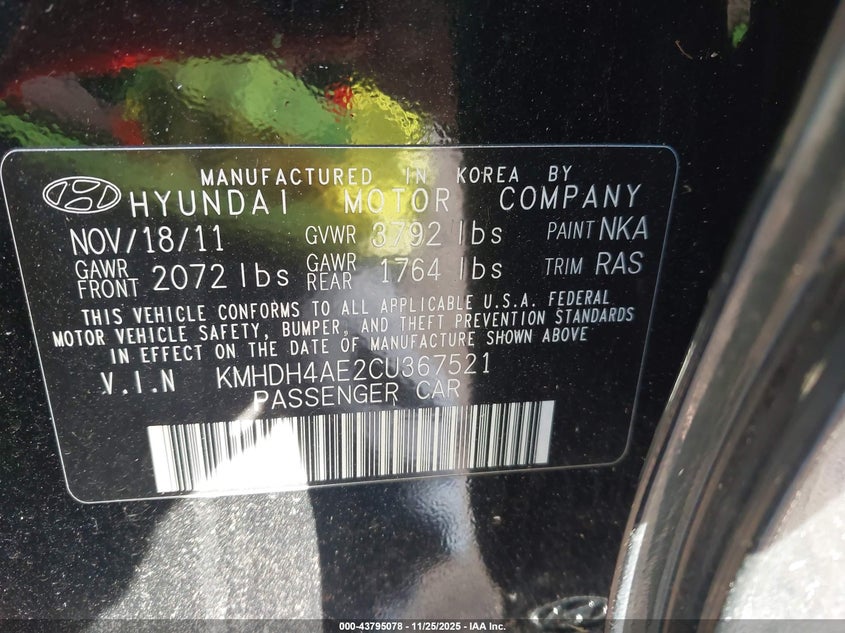 MANUFACTURED IN KOREA BY
HYUNDAI MOTOR COMPANY
NOV/18/11 GVWR 3792 lbs PAINT NKA
GAWR FRONT 2072 lbs GAWR REAR 1764 lbs TRIM RAS
THIS VEHICLE CONFORMS TO ALL APPLICABLE U.S.A. FEDERAL
MOTOR VEHICLE SAFETY, BUMPER, AND THEFT PREVENTION STANDARDS
IN EFFECT ON THE DATE OF MANUFACTURE SHOWN ABOVE
V.I.N KMHDH4AE2CU367521
PASSENGER CAR
000-43795078 - 11/25/2025 - IAA Inc.